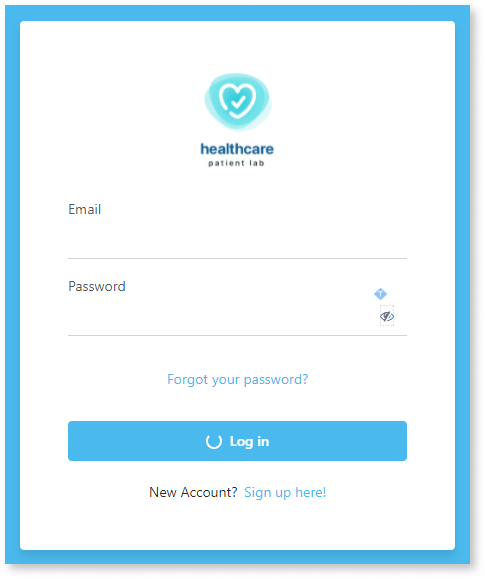 healthcare
patient lab
Email
Password
T
Forgot your password?
Log in
New Account? Sign up here!